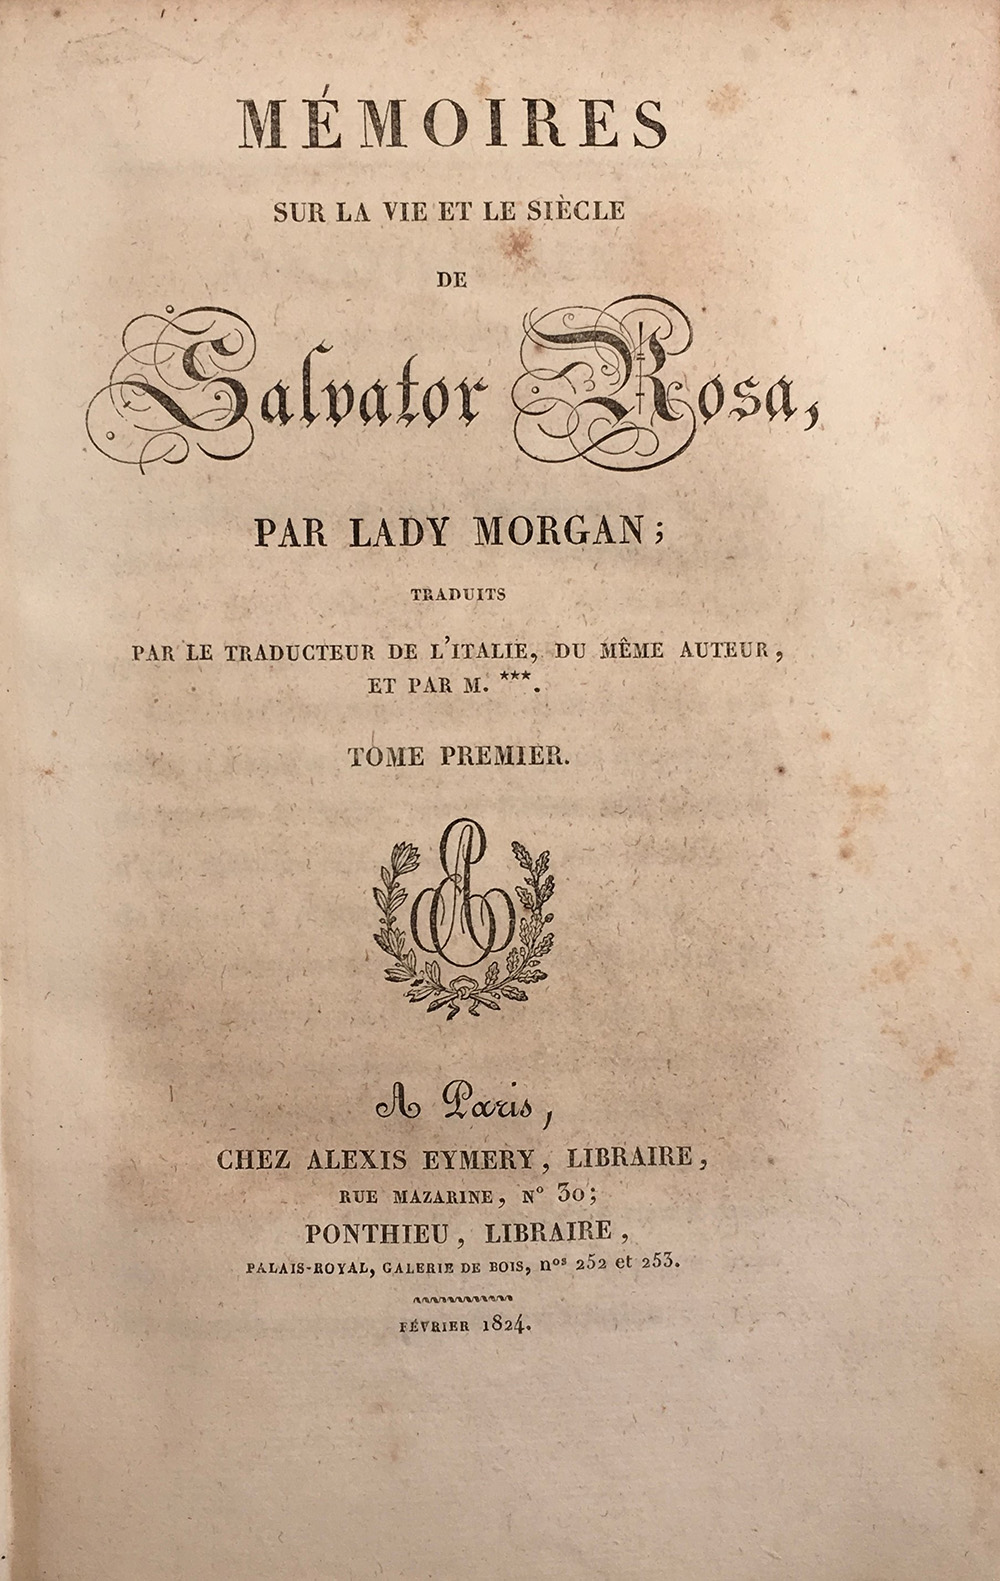 MÉMOIRES
SUR LA VIE ET LE SIÈCLE
DE
Salvator Rosa,
PAR LADY MORGAN;
TRADUITS
PAR LE TRADUCTEUR DE L'ITALIE, DU MÊME AUTEUR,
ET PAR M. ***.
TOME PREMIER.
AE
A Paris,
CHEZ ALEXIS EYMERY, LIBRAIRE,
RUE MAZARINE, N° 30;
PONTHIEU, LIBRAIRE,
PALAIS-ROYAL, GALERIE DE BOIS, nos 252 et 253.
FÉVRIER 1824.